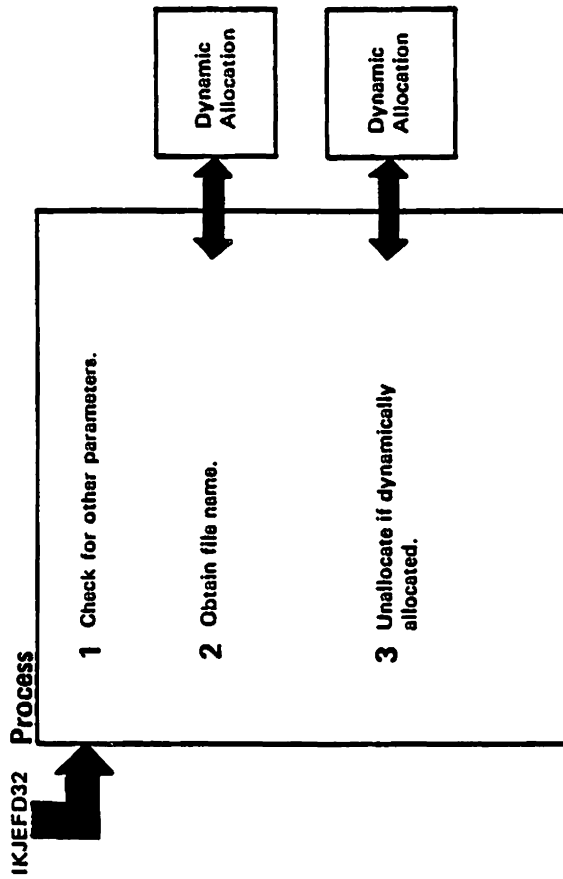 IKJEFD32
Process
1 Check for other parameters.
2 Obtain file name.
Dynamic
Allocation
3 Unallocate if dynamically
allocated.
Dynamic
Allocation